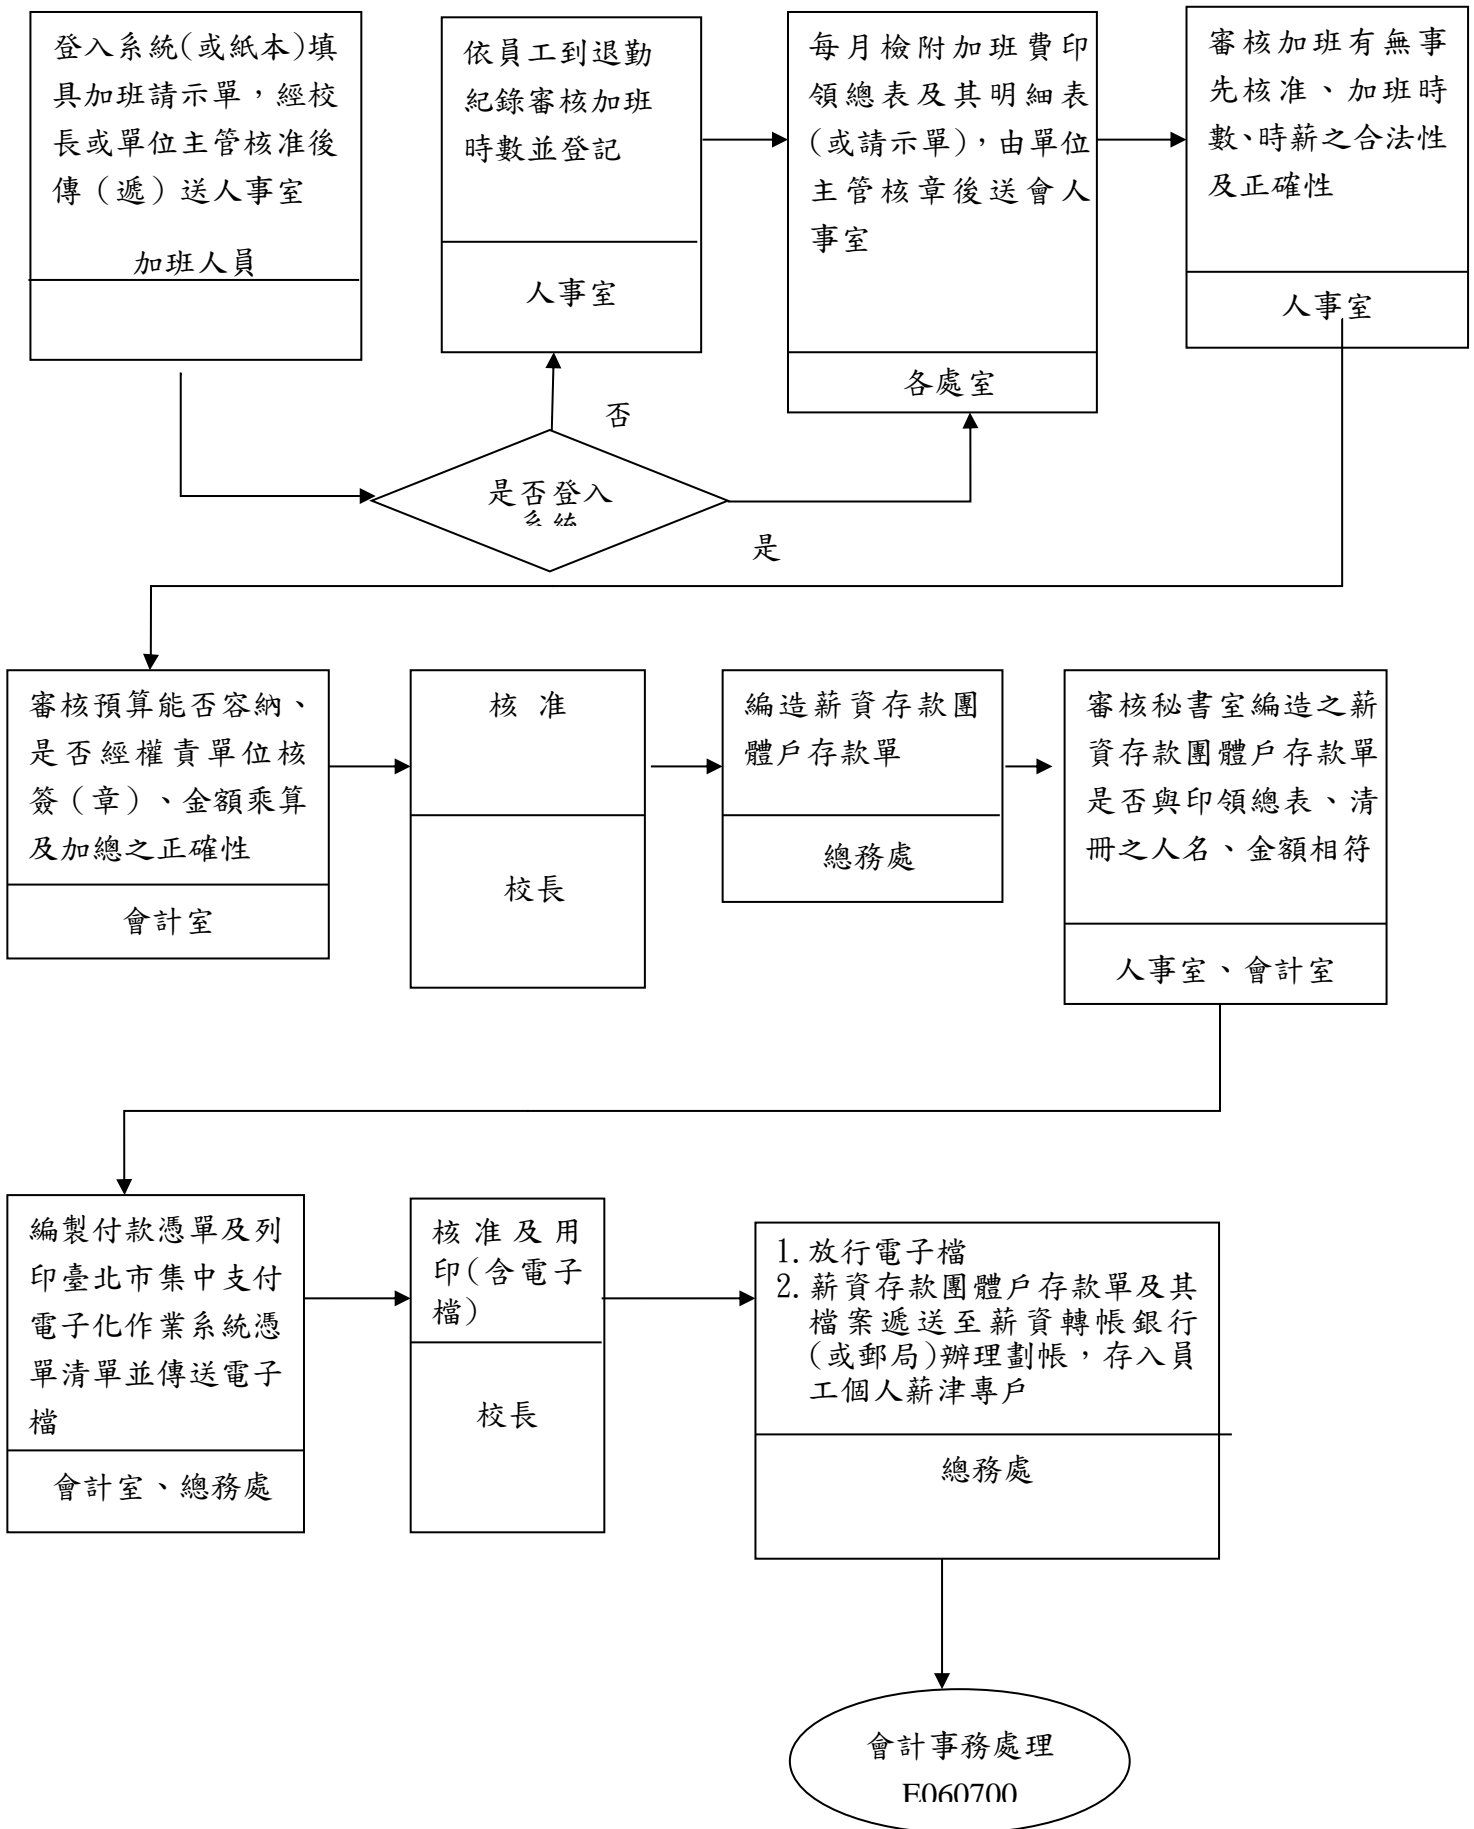 登入系統(或紙本)填
具加班請示單，經校
長或單位主管核准後
傳（遞）送人事室
加班人員
依員工到退勤
紀錄審核加班
時數並登記
人事室
每月檢附加班費印
領總表及其明細表
(或請示單)，由單位
主管核章後送會人
事室
各處室
審核加班有無事
先核准、加班時
數、時薪之合法性
及正確性
人事室
否
是否登入
系統
是
審核預算能否容納、
是否經權責單位核
簽（章）、金額乘算
及加總之正確性
會計室
核 准
校長
編造薪資存款團
體戶存款單
總務處
審核秘書室編造之薪
資存款團體戶存款單
是否與印領總表、清
冊之人名、金額相符
人事室、會計室
編製付款憑單及列
印臺北市集中支付
電子化作業系統憑
單清單並傳送電子
檔
會計室、總務處
核准及用
印(含電子
檔)
校長
1.放行電子檔
2.薪資存款團體戶存款單及其
檔案遞送至薪資轉帳銀行
(或郵局)辦理劃帳，存入員
工個人薪津專戶
總務處
會計事務處理
E060700